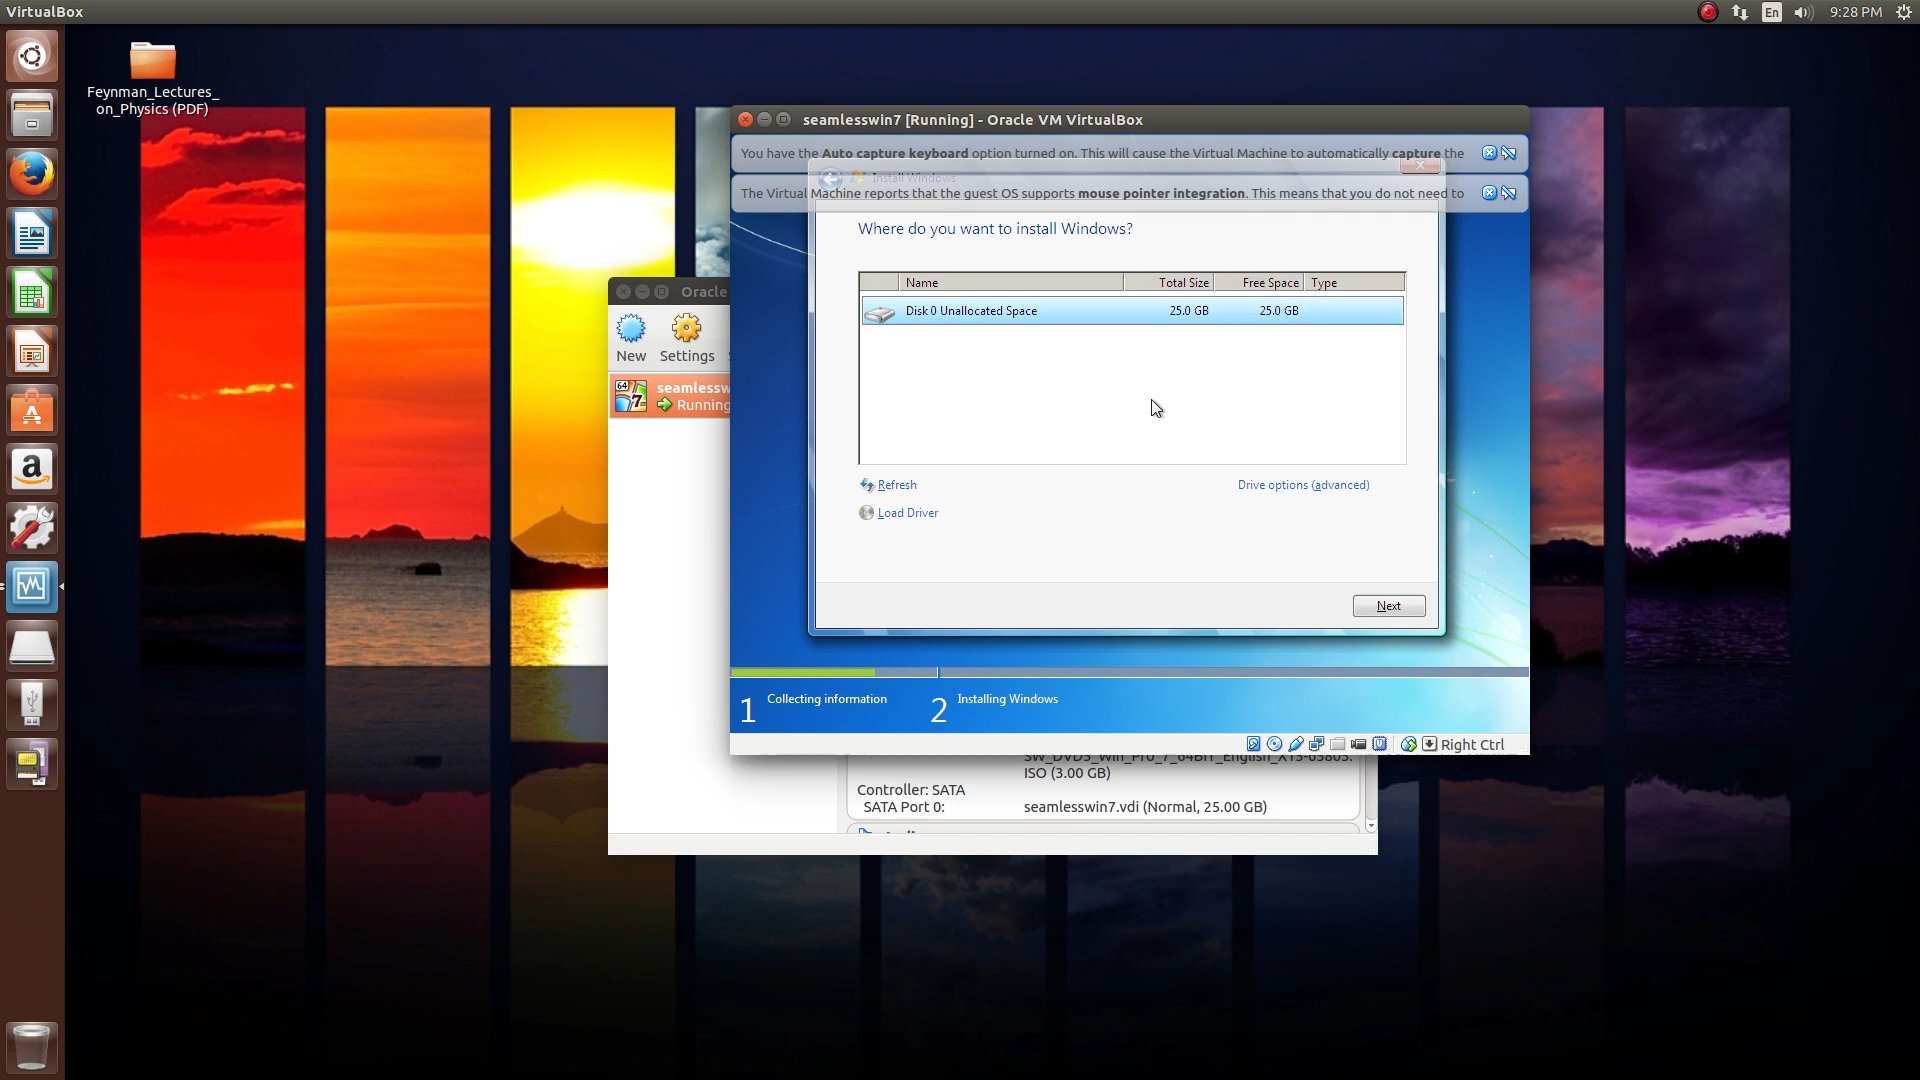 VirtualBox
En
9:28 PM
Feynman_Lectures_
on_Physics (PDF)
seamlesswin7 [Running] - Oracle VM VirtualBox
You have the Auto capture keyboard option turned on. This will cause the Virtual Machine to automatically capture the
Install Windows
The Virtual Machine reports that the guest OS supports mouse pointer integration. This means that you do not need to
Where do you want to install Windows?
Name Total Size Free Space Type
Disk 0 Unallocated Space 25.0 GB 25.0 GB
Refresh
Drive options (advanced)
Load Driver
Next
1 Collecting information
2 Installing Windows
Right Ctrl
Oracle
New
Settings
64
7
seamlessw
Running
ISO (3.00 GB)
Controller: SATA
SATA Port 0: seamlesswin7.vdi (Normal, 25.00 GB)